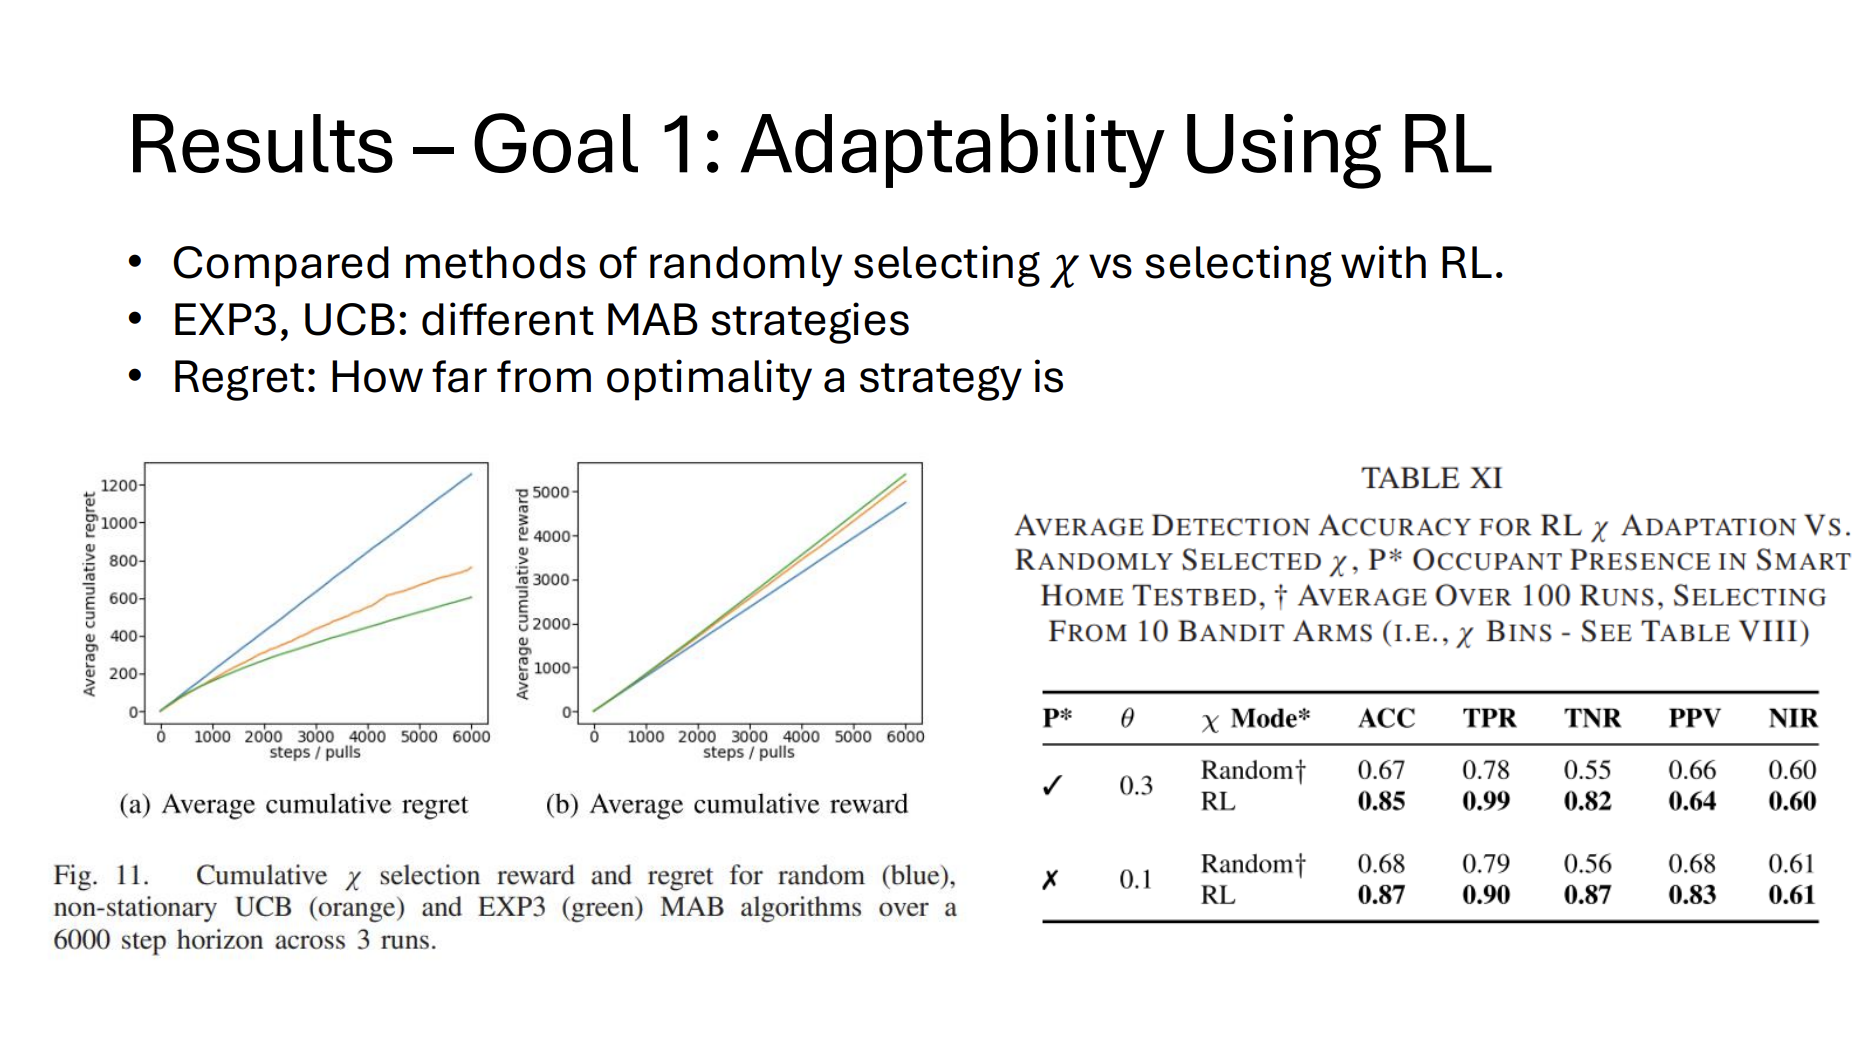 Results – Goal 1: Adaptability Using RL
• Compared methods of randomly selecting χ vs selecting with RL.
• EXP3, UCB: different MAB strategies
• Regret: How far from optimality a strategy is
Average cumulative regret
1200
1000
800
600
400
200
0
0 1000 2000 3000 4000 5000 6000
steps / pulls
(a) Average cumulative regret
Average cumulative reward
5000
4000
3000
2000
1000
0
0 1000 2000 3000 4000 5000 6000
steps / pulls
(b) Average cumulative reward
Fig. 11. Cumulative χ selection reward and regret for random (blue),
non-stationary UCB (orange) and EXP3 (green) MAB algorithms over a
6000 step horizon across 3 runs.
TABLE XI
AVERAGE DETECTION ACCURACY FOR RL χ ADAPTATION VS.
RANDOMLY SELECTED χ, P* OCCUPANT PRESENCE IN SMART
HOME TESTBED, † AVERAGE OVER 100 RUNS, SELECTING
FROM 10 BANDIT ARMS (I.E., χ BINS - SEE TABLE VIII)
P* θ χ Mode* ACC TPR TNR PPV NIR
✓ 0.3 Random† 0.67 0.78 0.55 0.66 0.60
RL 0.85 0.99 0.82 0.64 0.60
✗ 0.1 Random† 0.68 0.79 0.56 0.68 0.61
RL 0.87 0.90 0.87 0.83 0.61